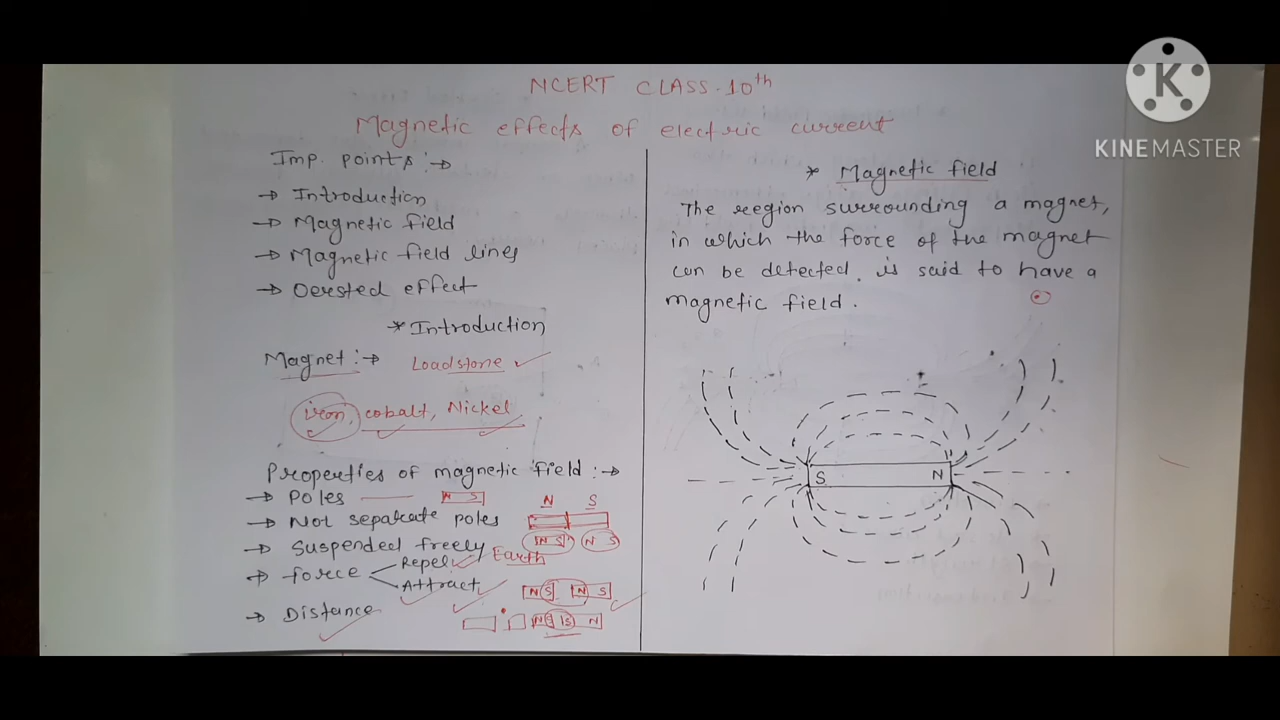 NCERT CLASS.10th
Magnetic effects of electric current
Imp. points :→
→ Introduction
→ Magnetic field
→ Magnetic field lines
→ Oersted effect
* Introduction
Magnet :→ Loadstone ✓
iron, cobalt, Nickel
Properties of magnetic field :→
→ Poles N S
→ Not separate poles N S
N S N S
→ Suspended freely Earth
→ force Repel
Attract N S N S
→ Distance N S S N
* Magnetic field
The reegion surrounding a magnet,
in which the force of the magnet
can be detected. is said to have a
magnetic field.
S N
K
KINEMASTER